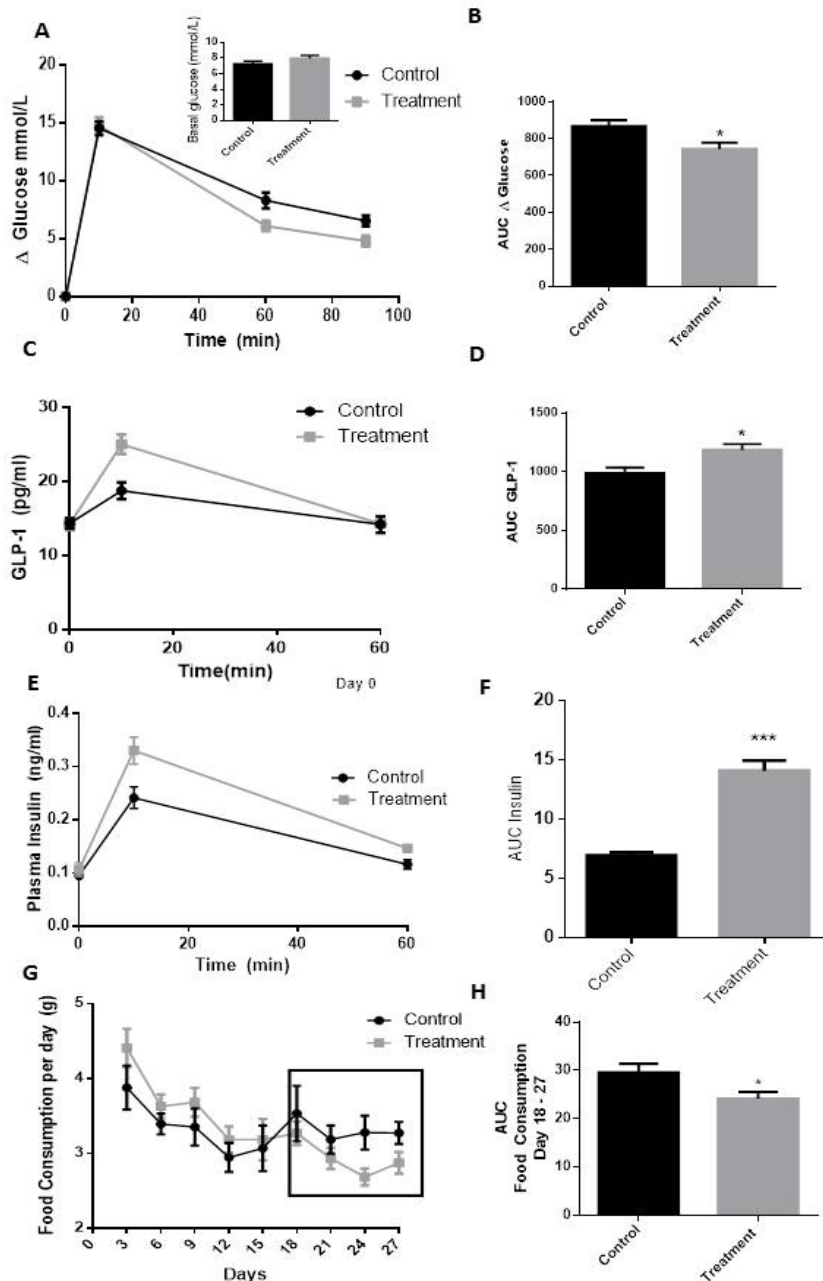 A
Basal glucose (mmol/L)
10
8
6
4
2
0
Control
Treatment
Control
Treatment
Δ Glucose mmol/L
20
15
10
5
0
0 20 40 60 80 100
Time (min)
B
AUC Δ Glucose
1000
800
600
400
200
0
*
Control
Treatment
C
GLP-1 (pg/ml)
30
20
10
0
Control
Treatment
0 20 40 60
Time(min)
D
AUC GLP-1
1500
1000
500
0
*
Control
Treatment
Day 0
E
Plasma Insulin (ng/ml)
0.4
0.3
0.2
0.1
0.0
Control
Treatment
0 20 40 60
Time (min)
F
AUC Insulin
20
15
10
5
0
***
Control
Treatment
G
Food Consumption per day (g)
5
4
3
2
Control
Treatment
0 3 6 9 12 15 18 21 24 27
Days
H
AUC
Food Consumption
Day 18 - 27
40
30
20
10
0
*
Control
Treatment